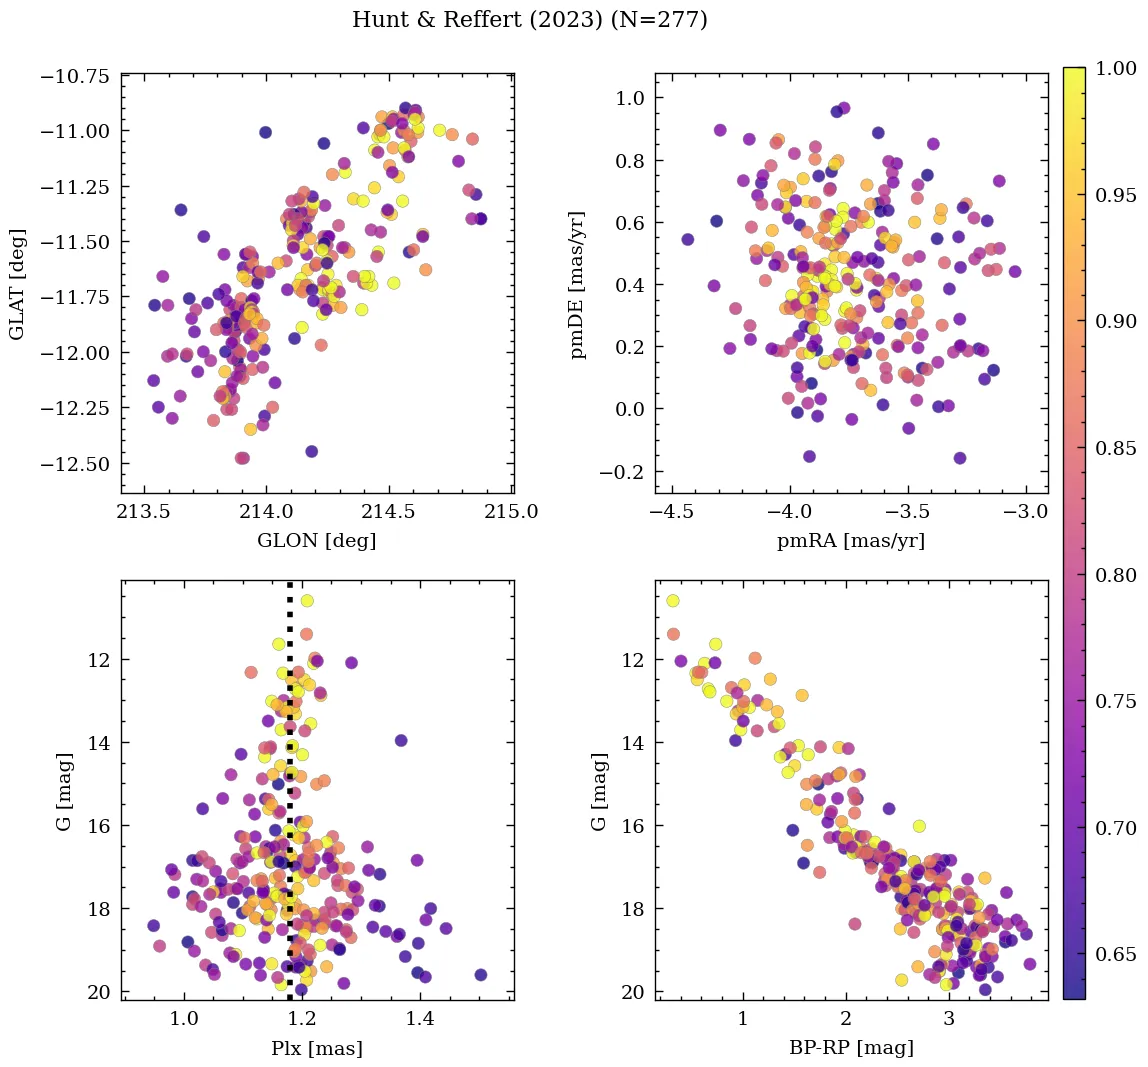 Hunt & Reffert (2023) (N=277)
−10.75
−11.00
−11.25
−11.50
−11.75
−12.00
−12.25
−12.50
GLAT [deg]
213.5 214.0 214.5 215.0
GLON [deg]
1.0
0.8
0.6
0.4
0.2
0.0
−0.2
pmDE [mas/yr]
−4.5 −4.0 −3.5 −3.0
pmRA [mas/yr]
12
14
16
18
20
G [mag]
1.0 1.2 1.4
Plx [mas]
12
14
16
18
20
G [mag]
1 2 3
BP-RP [mag]
1.00
0.95
0.90
0.85
0.80
0.75
0.70
0.65